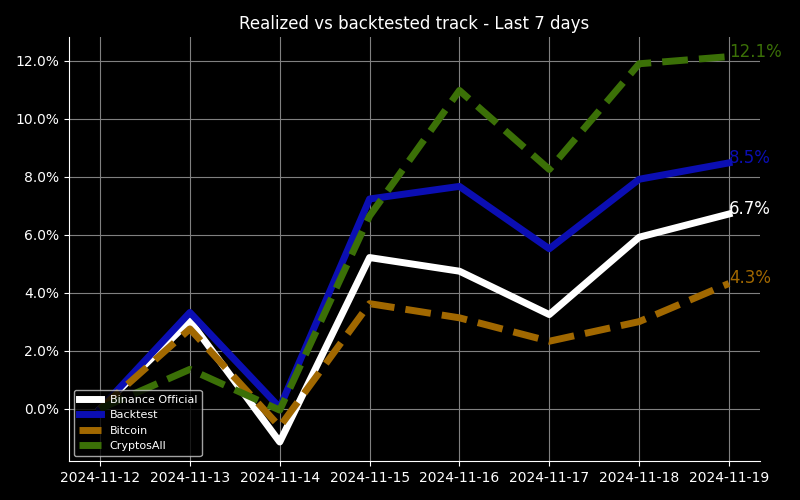 Realized vs backtested track - Last 7 days
12.0%
10.0%
8.0%
6.0%
4.0%
2.0%
0.0%
12.1%
8.5%
6.7%
4.3%
Binance Official
Backtest
Bitcoin
CryptosAll
2024-11-12 2024-11-13 2024-11-14 2024-11-15 2024-11-16 2024-11-17 2024-11-18 2024-11-19